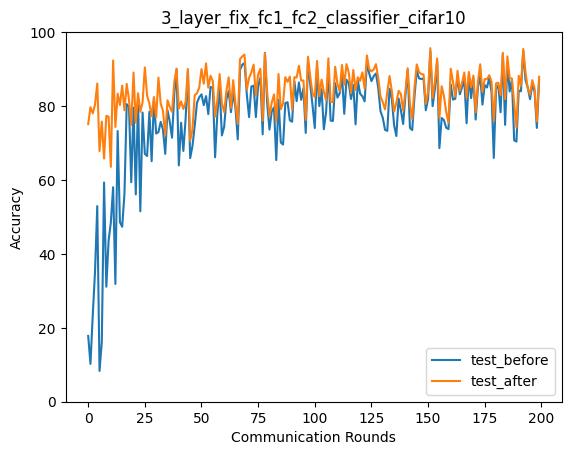 3_layer_fix_fc1_fc2_classifier_cifar10
100
80
60
40
20
0
Accuracy
0 25 50 75 100 125 150 175 200
Communication Rounds
test_before
test_after